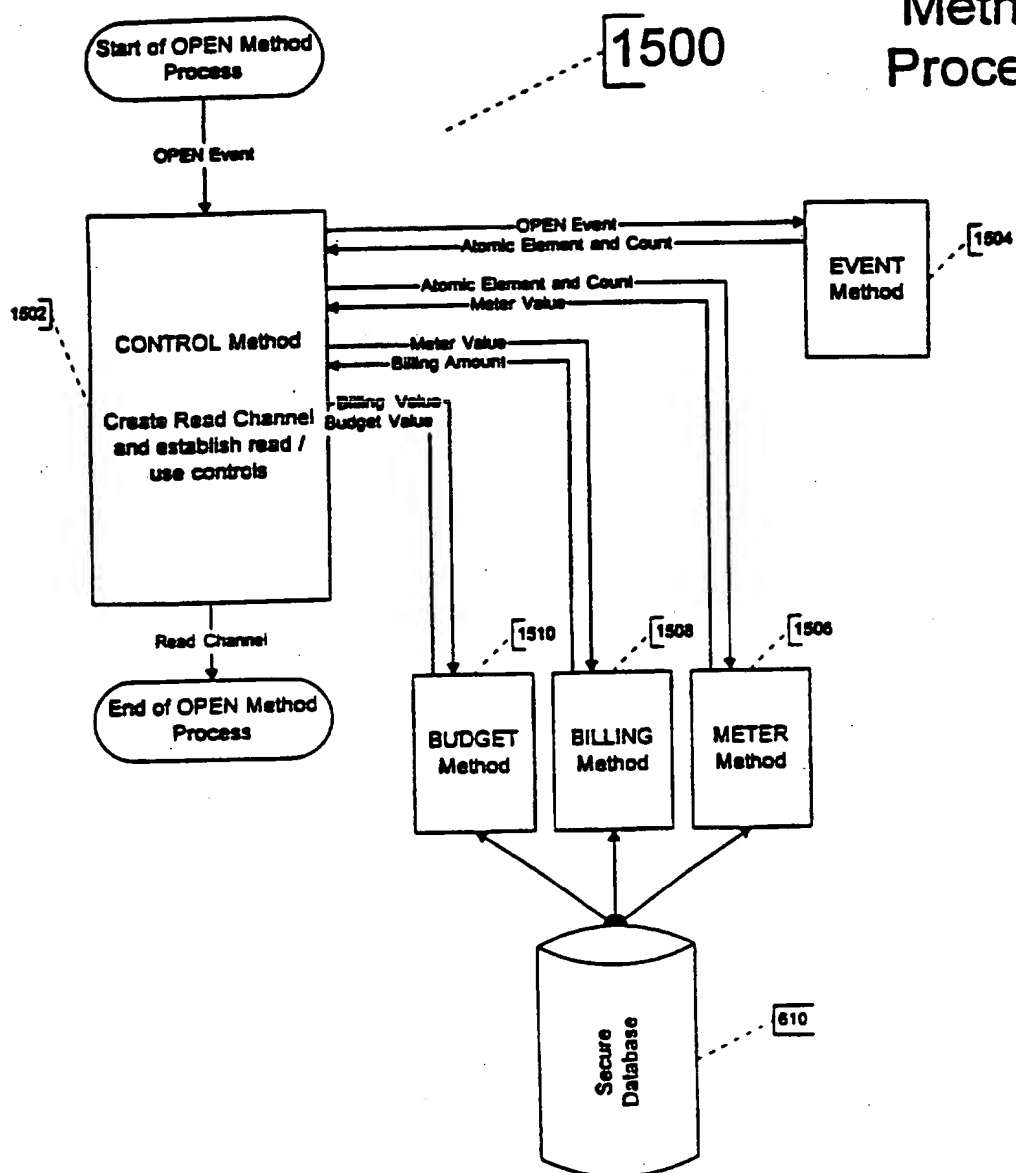 Start of OPEN Method
Process
1500
OPEN Event
OPEN Event
Atomic Element and Count
EVENT
Method
1504
Atomic Element and Count
Meter Value
1502
CONTROL Method
Create Read Channel
and establish read /
use controls
Meter Value
Billing Amount
Billing Value
Budget Value
Read Channel
End of OPEN Method
Process
1510
1508
1506
BUDGET
Method
BILLING
Method
METER
Method
Secure
Database
610